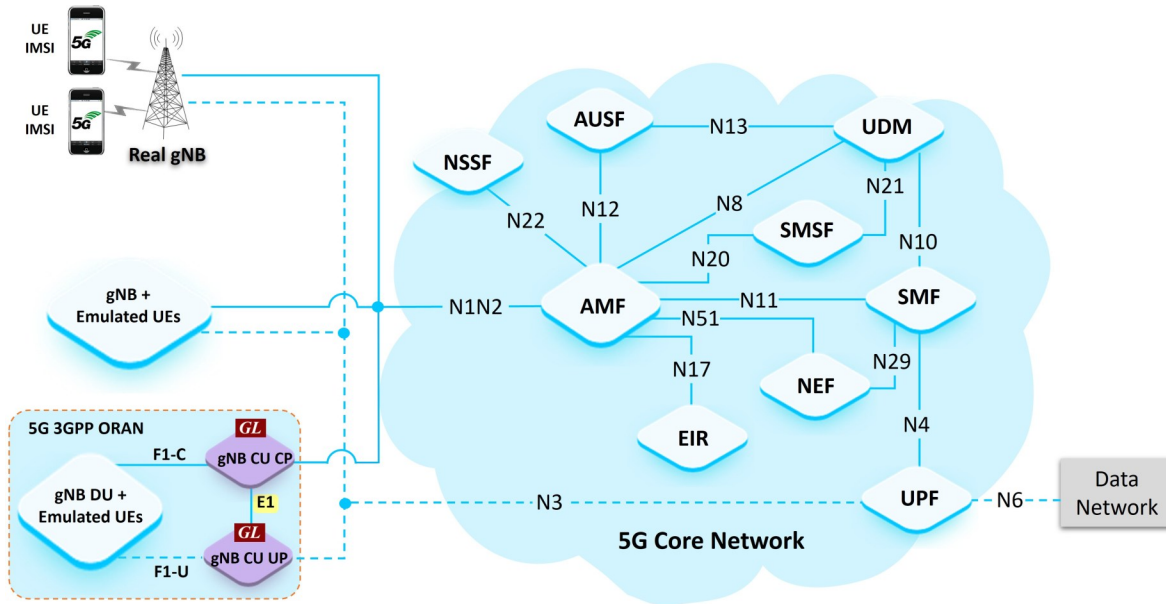 UE
IMSI
5G
UE
IMSI
5G
Real gNB
gNB +
Emulated UEs
5G 3GPP ORAN
F1-C
GL
gNB CU CP
gNB DU +
Emulated UEs
E1
GL
gNB CU UP
F1-U
AUSF
N13
UDM
NSSF
N22
N12
N8
N21
SMSF
N20
N10
N1N2
AMF
N11
SMF
N51
N17
NEF
N29
EIR
N4
N3
UPF
N6
Data
Network
5G Core Network